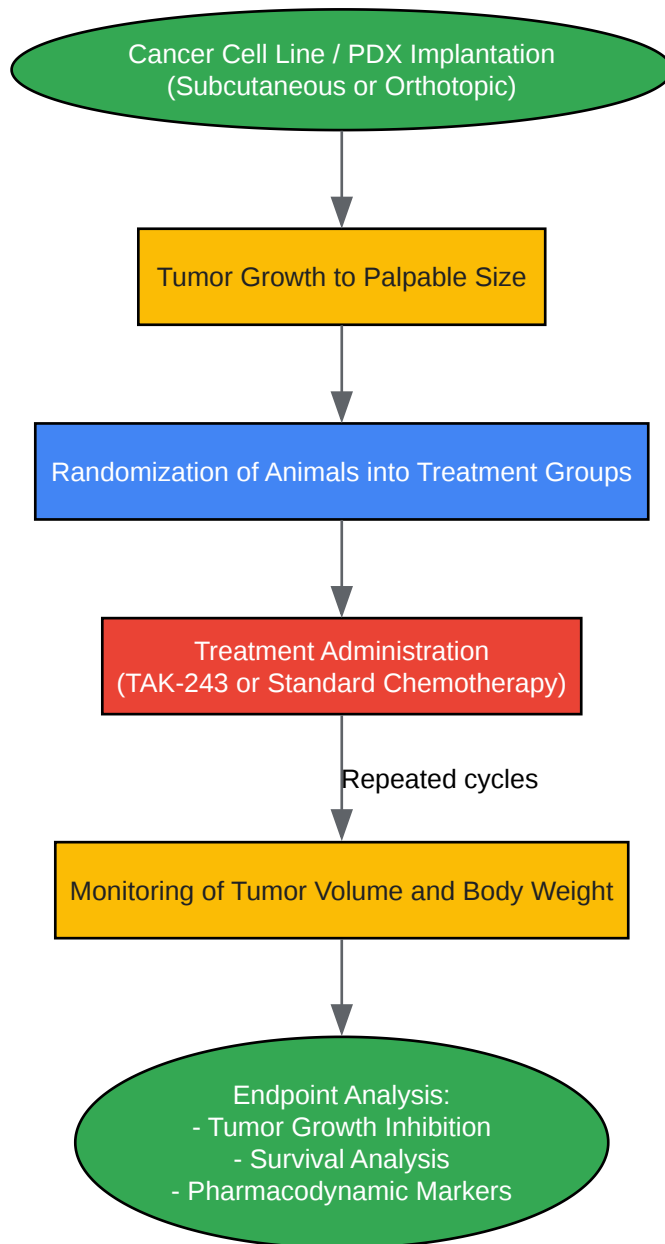 Cancer Cell Line / PDX Implantation
(Subcutaneous or Orthotopic)
Tumor Growth to Palpable Size
Randomization of Animals into Treatment Groups
Treatment Administration
(TAK-243 or Standard Chemotherapy)
Repeated cycles
Monitoring of Tumor Volume and Body Weight
Endpoint Analysis:
- Tumor Growth Inhibition
- Survival Analysis
- Pharmacodynamic Markers